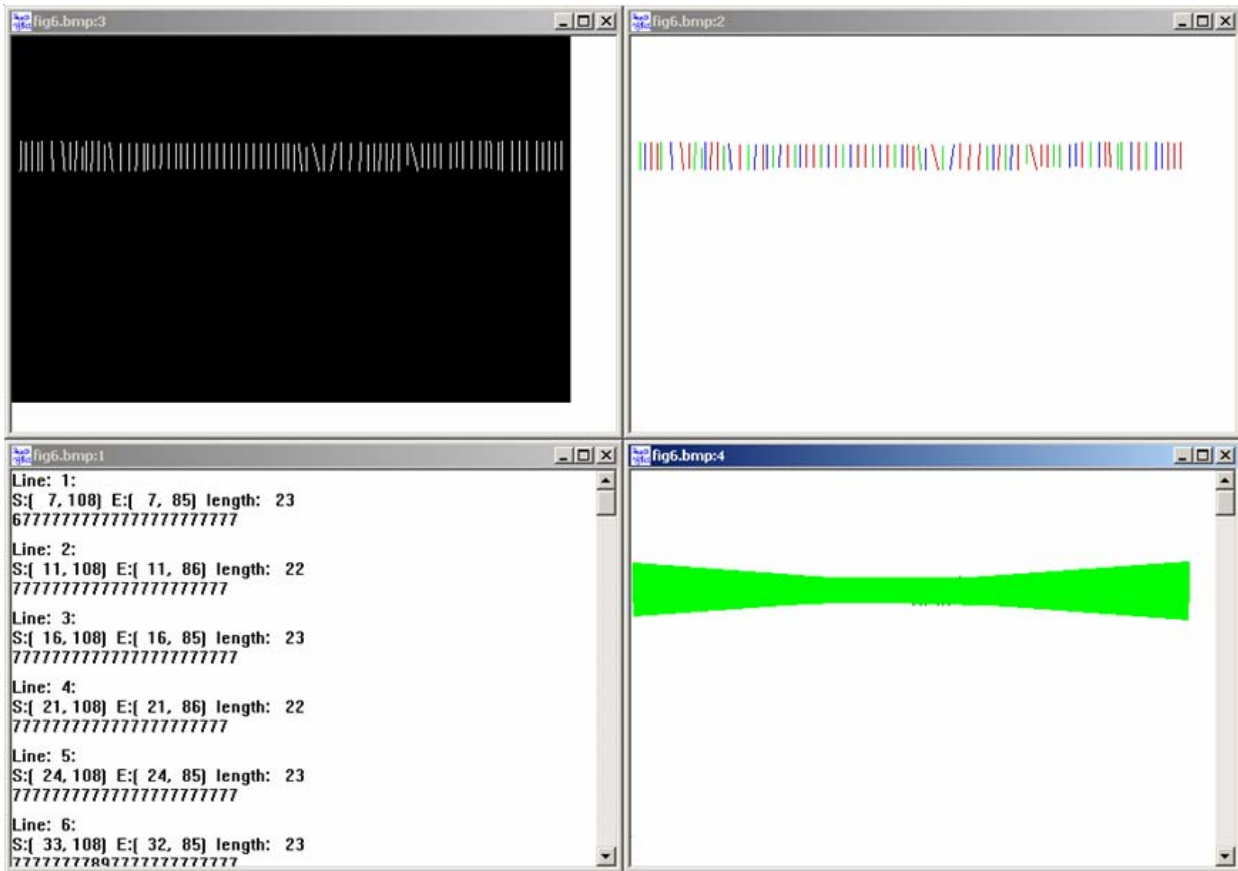 fig6.bmp:3
fig6.bmp:2
fig6.bmp:1
Line: 1:
S:( 7,108) E:( 7, 85) length: 23
67777777777777777777777
Line: 2:
S:( 11,108) E:( 11, 86) length: 22
7777777777777777777777
Line: 3:
S:( 16,108) E:( 16, 85) length: 23
77777777777777777777777
Line: 4:
S:( 21,108) E:( 21, 86) length: 22
7777777777777777777777
Line: 5:
S:( 24,108) E:( 24, 85) length: 23
77777777777777777777777
Line: 6:
S:( 33,108) E:( 32, 85) length: 23
77777777897777777777777
fig6.bmp:4